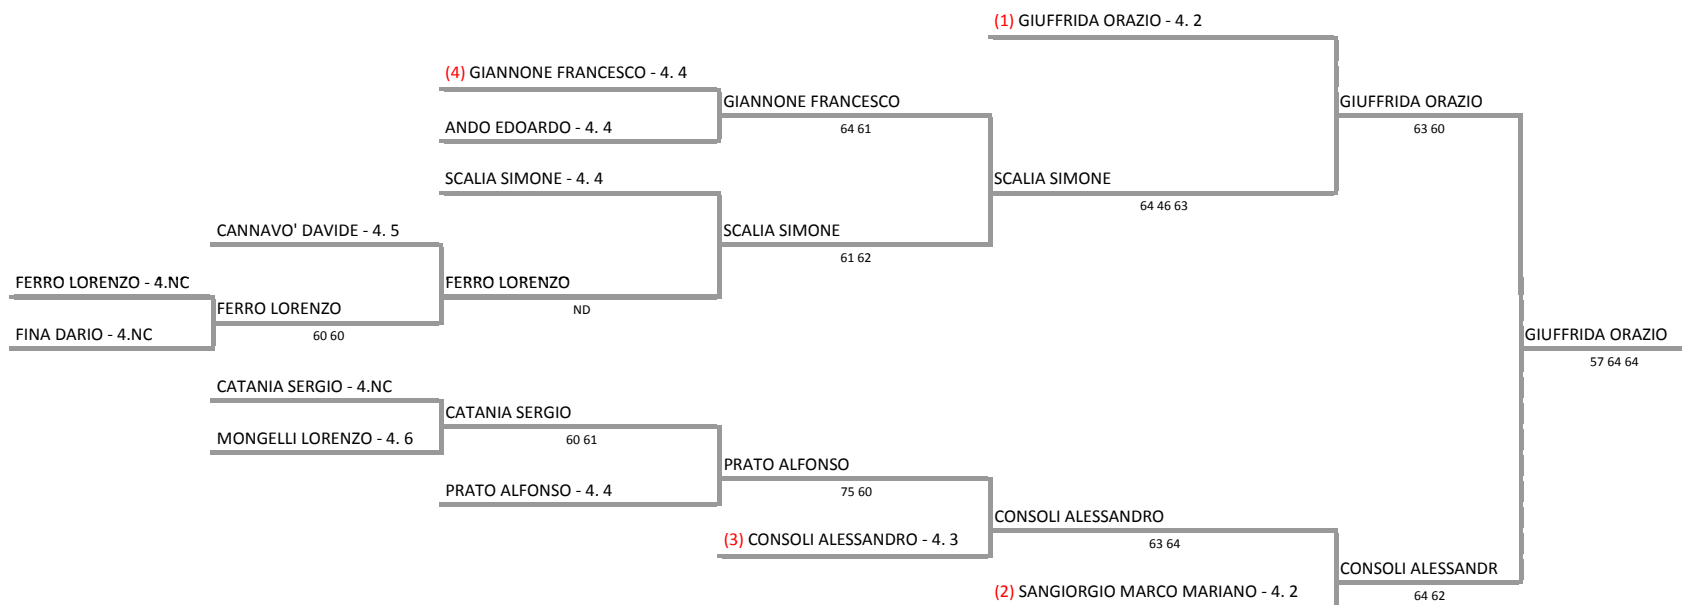 (1) GIUFFRIDA ORAZIO - 4. 2
(4) GIANNONE FRANCESCO - 4. 4
GIANNONE FRANCESCO
GIUFFRIDA ORAZIO
ANDO EDOARDO - 4. 4
64 61
63 60
SCALIA SIMONE - 4. 4
SCALIA SIMONE
64 46 63
CANNAVO' DAVIDE - 4. 5
SCALIA SIMONE
61 62
FERRO LORENZO - 4.NC
FERRO LORENZO
FERRO LORENZO
ND
FINA DARIO - 4.NC
60 60
GIUFFRIDA ORAZIO
57 64 64
CATANIA SERGIO - 4.NC
CATANIA SERGIO
MONGELLI LORENZO - 4. 6
60 61
PRATO ALFONSO
PRATO ALFONSO - 4. 4
75 60
CONSOLI ALESSANDRO
(3) CONSOLI ALESSANDRO - 4. 3
63 64
CONSOLI ALESSANDR
(2) SANGIORGIO MARCO MARIANO - 4. 2
64 62